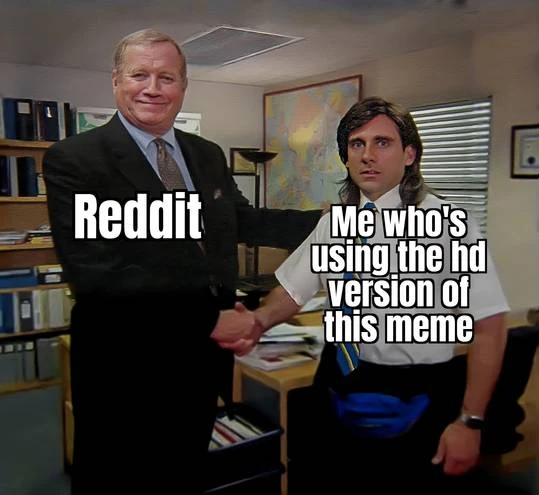 Reddit
Me who's
using the hd
version of
this meme